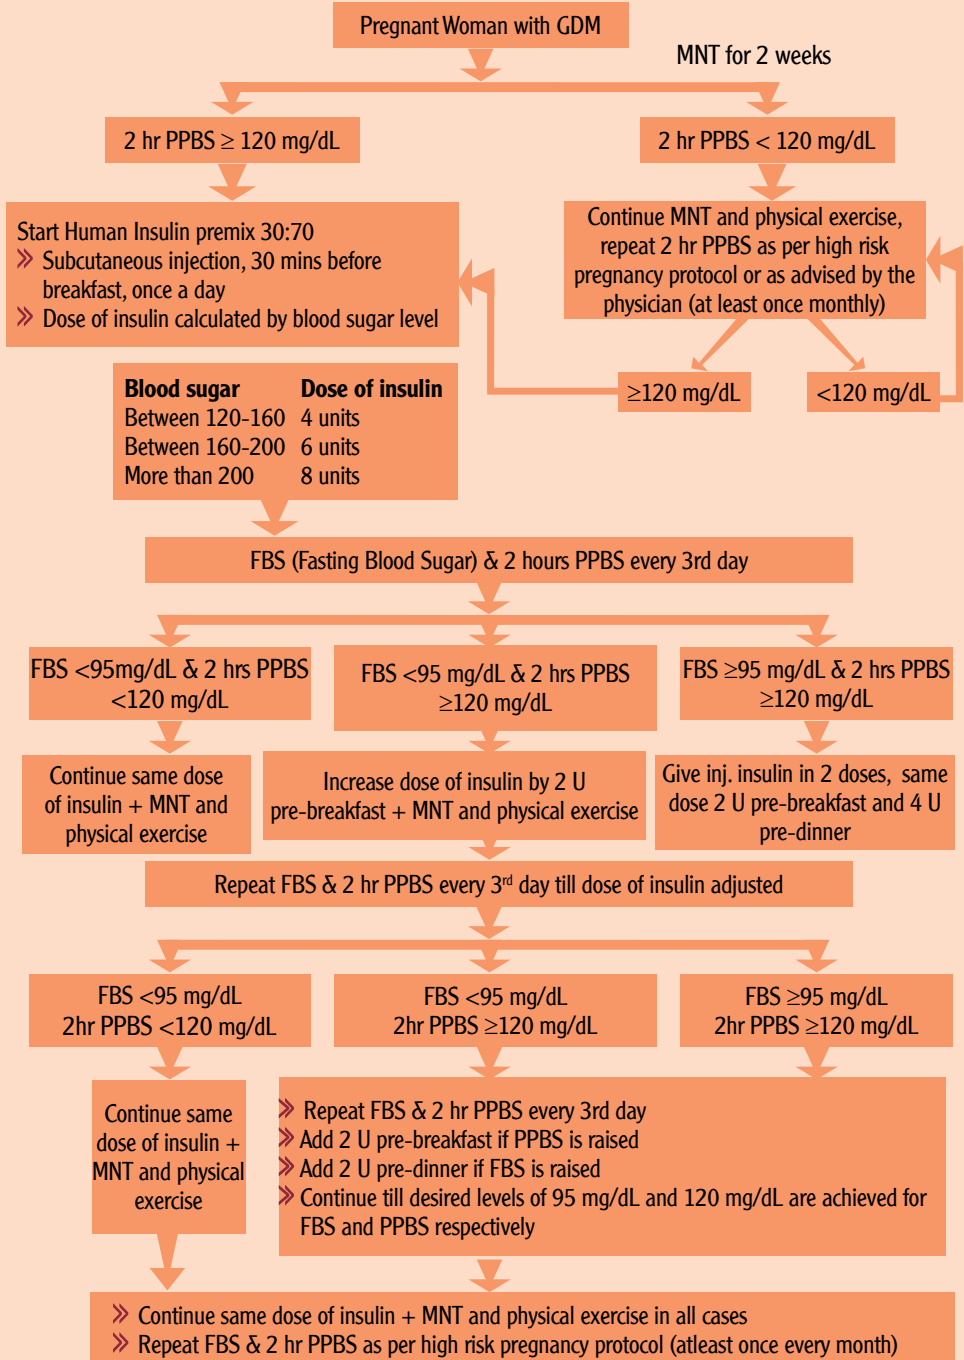 Pregnant Woman with GDM
MNT for 2 weeks
2 hr PPBS ≥ 120 mg/dL
2 hr PPBS < 120 mg/dL
Start Human Insulin premix 30:70
» Subcutaneous injection, 30 mins before
breakfast, once a day
» Dose of insulin calculated by blood sugar level
Continue MNT and physical exercise,
repeat 2 hr PPBS as per high risk
pregnancy protocol or as advised by the
physician (at least once monthly)
≥120 mg/dL
<120 mg/dL
Blood sugar Dose of insulin
Between 120-160 4 units
Between 160-200 6 units
More than 200 8 units
FBS (Fasting Blood Sugar) & 2 hours PPBS every 3rd day
FBS <95mg/dL & 2 hrs PPBS
<120 mg/dL
FBS <95 mg/dL & 2 hrs PPBS
≥120 mg/dL
FBS ≥95 mg/dL & 2 hrs PPBS
≥120 mg/dL
Continue same dose
of insulin + MNT and
physical exercise
Increase dose of insulin by 2 U
pre-breakfast + MNT and physical exercise
Give inj. insulin in 2 doses, same
dose 2 U pre-breakfast and 4 U
pre-dinner
Repeat FBS & 2 hr PPBS every 3rd day till dose of insulin adjusted
FBS <95 mg/dL
2hr PPBS <120 mg/dL
FBS <95 mg/dL
2hr PPBS ≥120 mg/dL
FBS ≥95 mg/dL
2hr PPBS ≥120 mg/dL
Continue same
dose of insulin +
MNT and physical
exercise
» Repeat FBS & 2 hr PPBS every 3rd day
» Add 2 U pre-breakfast if PPBS is raised
» Add 2 U pre-dinner if FBS is raised
» Continue till desired levels of 95 mg/dL and 120 mg/dL are achieved for
FBS and PPBS respectively
» Continue same dose of insulin + MNT and physical exercise in all cases
» Repeat FBS & 2 hr PPBS as per high risk pregnancy protocol (atleast once every month)